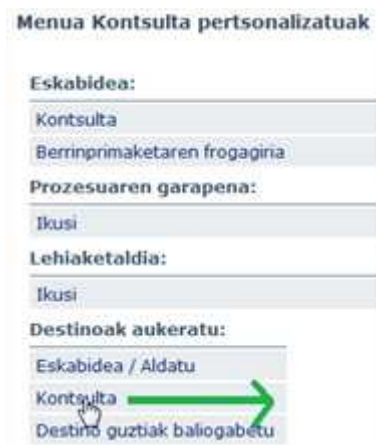 Menua Kontsulta pertsonalizatuak
Eskabidea:
Kontsulta
Berrinprimaketaren frogagiria
Prozesuaren garapena:
Ikusi
Lehiaketaldia:
Ikusi
Destinoak aukeratu:
Eskabidea / Aldatu
Kontsulta
Destino guztiak baliogabetu